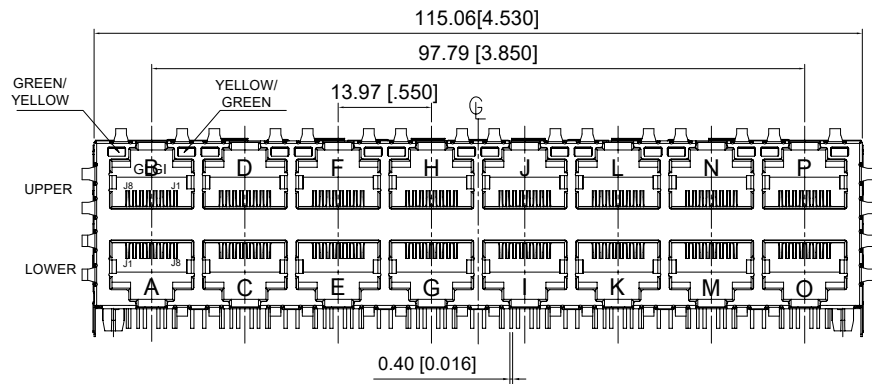 115.06[4.530]
97.79 [3.850]
GREEN/
YELLOW
YELLOW/
GREEN
13.97 [.550]
UPPER
B D F H J L N P
J8 J1
LOWER
J1 J8
A C E G I K M O
0.40 [0.016]